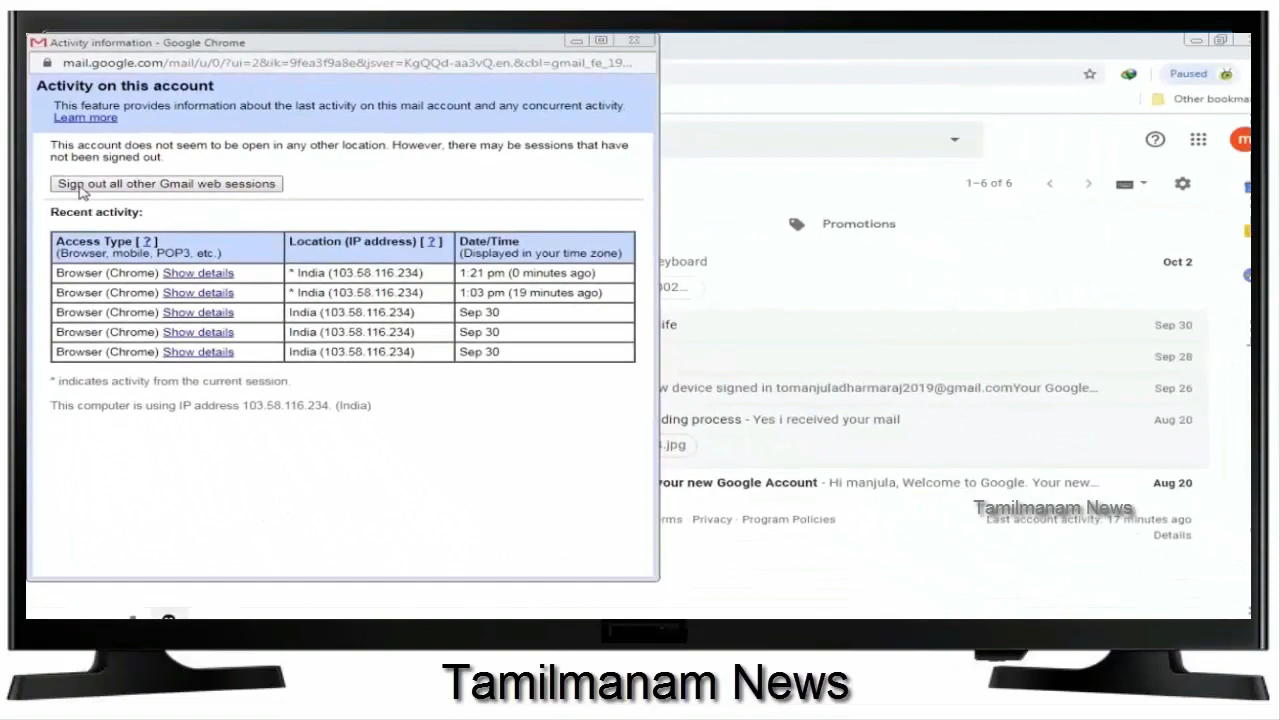 Activity information - Google Chrome
mail.google.com/mail/u/0/?ui=2&ik=9fea3f9a8e&jsver=KgQQd-aa3vQ.en.&cbl=gmail_fe_19...
Activity on this account
This feature provides information about the last activity on this mail account and any concurrent activity.
Learn more
This account does not seem to be open in any other location. However, there may be sessions that have
not been signed out.
Sign out all other Gmail web sessions
Recent activity:
Access Type [ ? ]
(Browser, mobile, POP3, etc.)
Location (IP address) [ ? ]
Date/Time
(Displayed in your time zone)
Browser (Chrome) Show details * India (103.58.116.234) 1:21 pm (0 minutes ago)
Browser (Chrome) Show details * India (103.58.116.234) 1:03 pm (19 minutes ago)
Browser (Chrome) Show details India (103.58.116.234) Sep 30
Browser (Chrome) Show details India (103.58.116.234) Sep 30
Browser (Chrome) Show details India (103.58.116.234) Sep 30
* indicates activity from the current session.
This computer is using IP address 103.58.116.234. (India)
Paused
Other bookma
m
1–6 of 6
Promotions
eyboard Oct 2
002...
ife Sep 30
Sep 28
w device signed in tomanjuladharmaraj2019@gmail.comYour Google... Sep 26
ding process - Yes i received your mail Aug 20
.jpg
your new Google Account - Hi manjula, Welcome to Google. Your new... Aug 20
Tamilmanam News
rms Privacy · Program Policies
Last account activity: 17 minutes ago
Details
Tamilmanam News